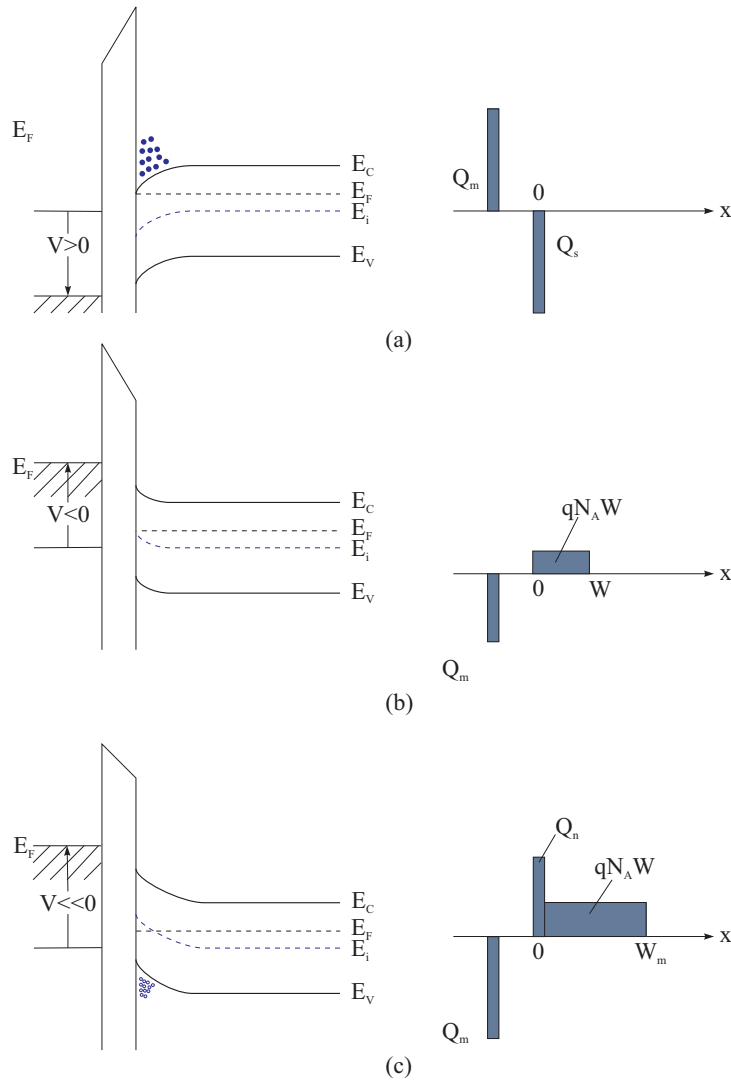 E_F
V>0
E_C
E_F
E_i
E_V
Q_m
0
x
Q_s
(a)
E_F
V<0
E_C
E_F
E_i
E_V
qN_AW
0
W
x
Q_m
(b)
E_F
V<<0
E_C
E_F
E_i
E_V
Q_n
qN_AW
0
W_m
x
Q_m
(c)